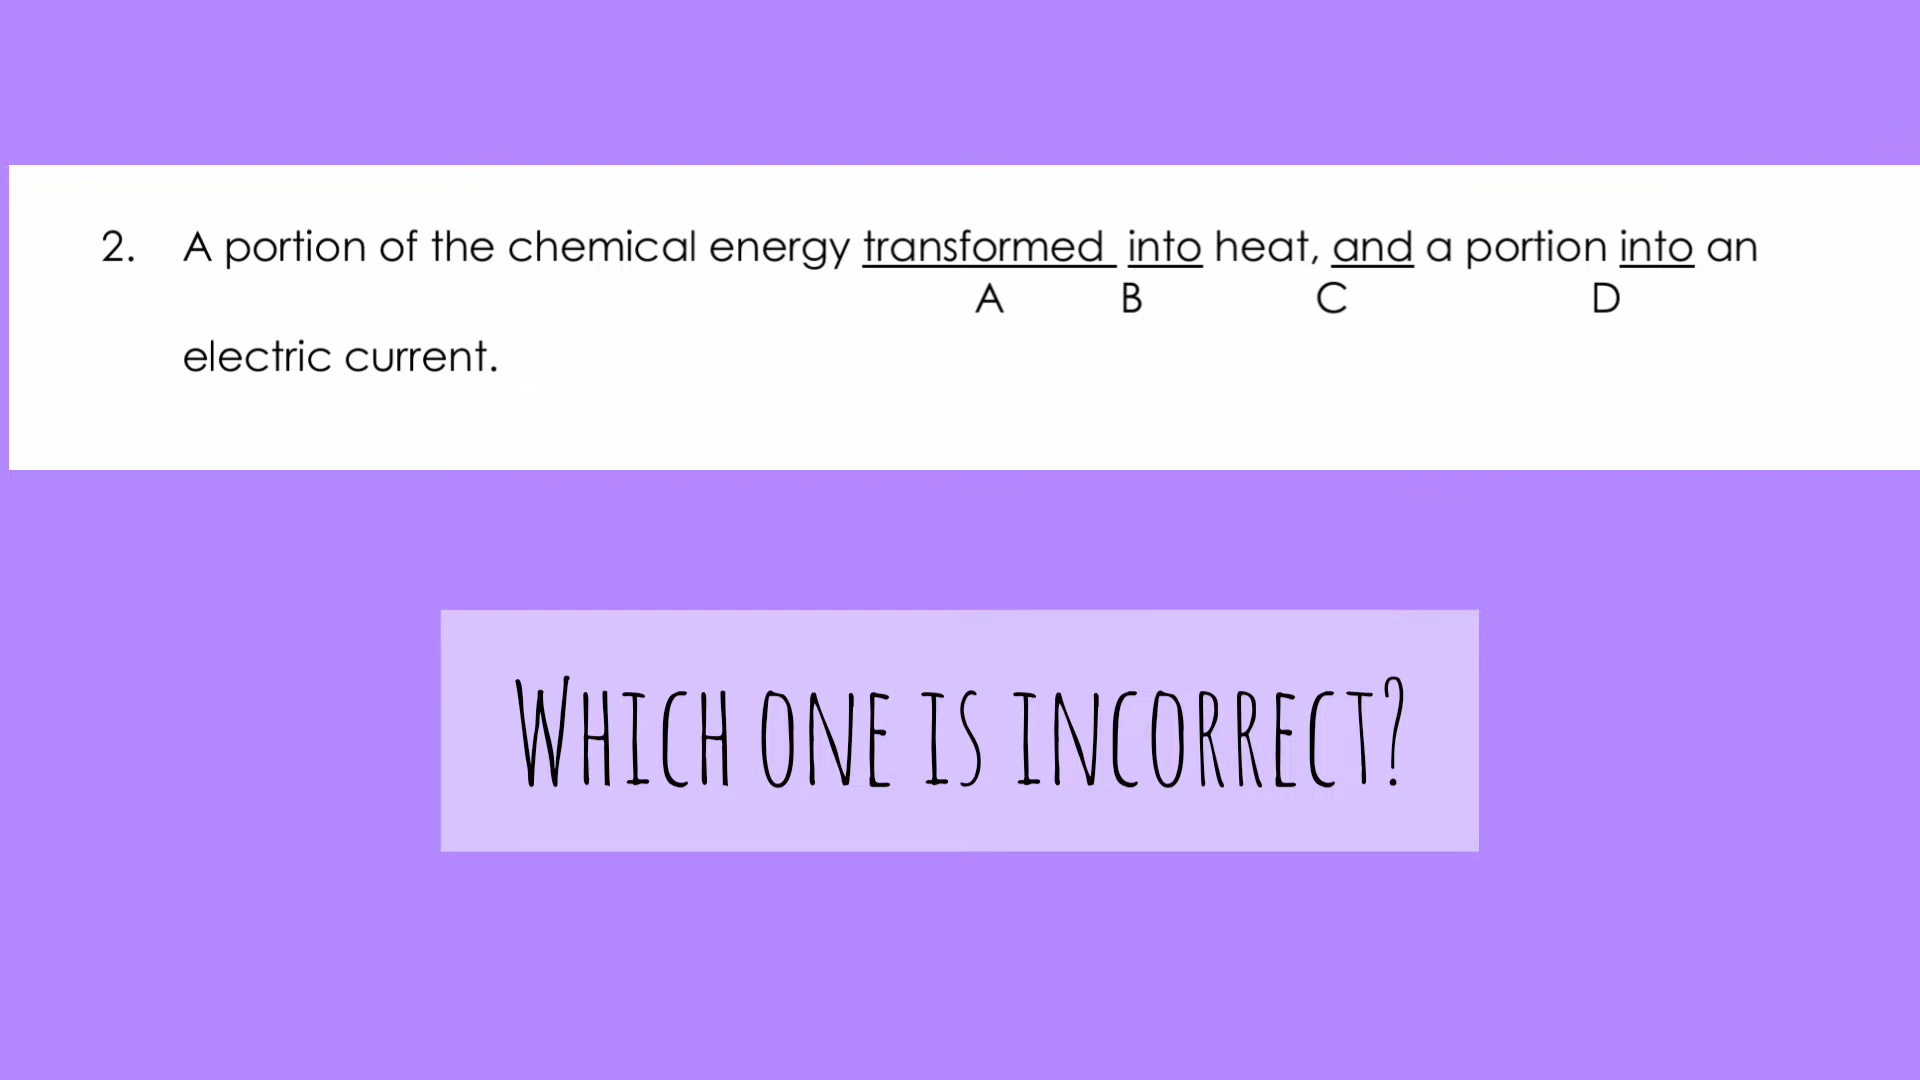 2. A portion of the chemical energy transformed into heat, and a portion into an
A B C D
electric current.
Which one is incorrect?